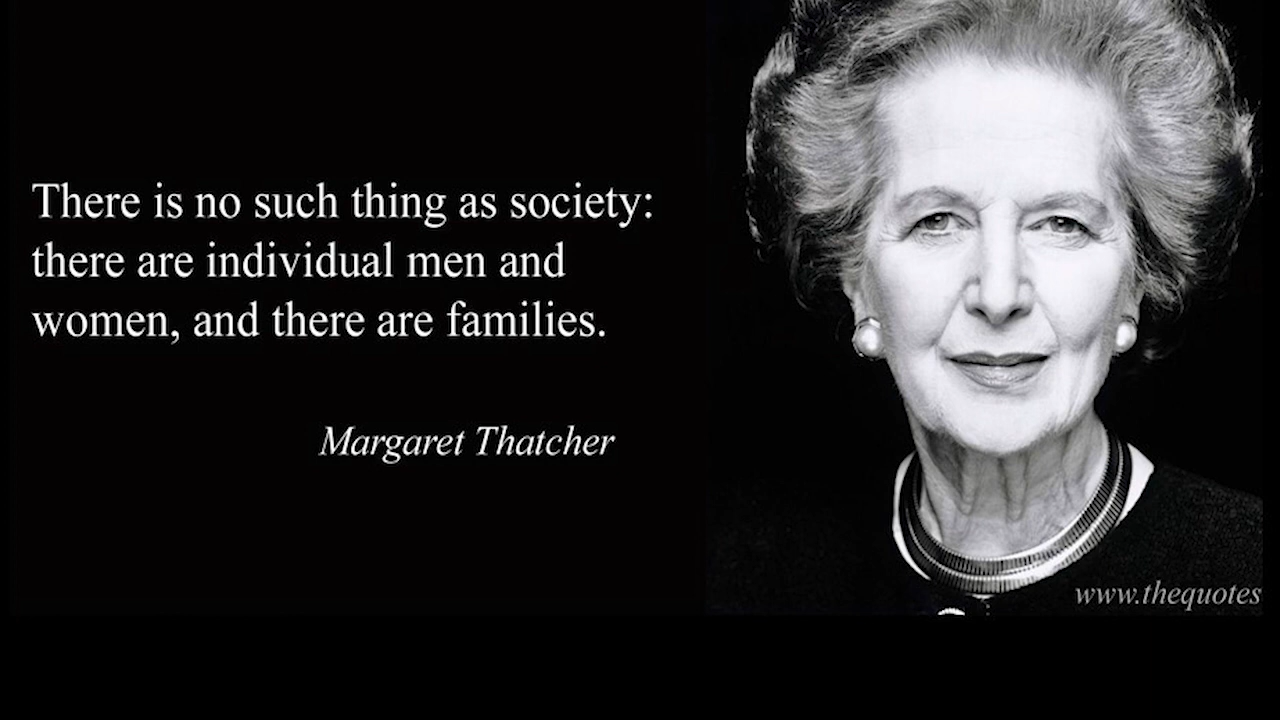 There is no such thing as society:
there are individual men and
women, and there are families.
Margaret Thatcher
www.thequotes